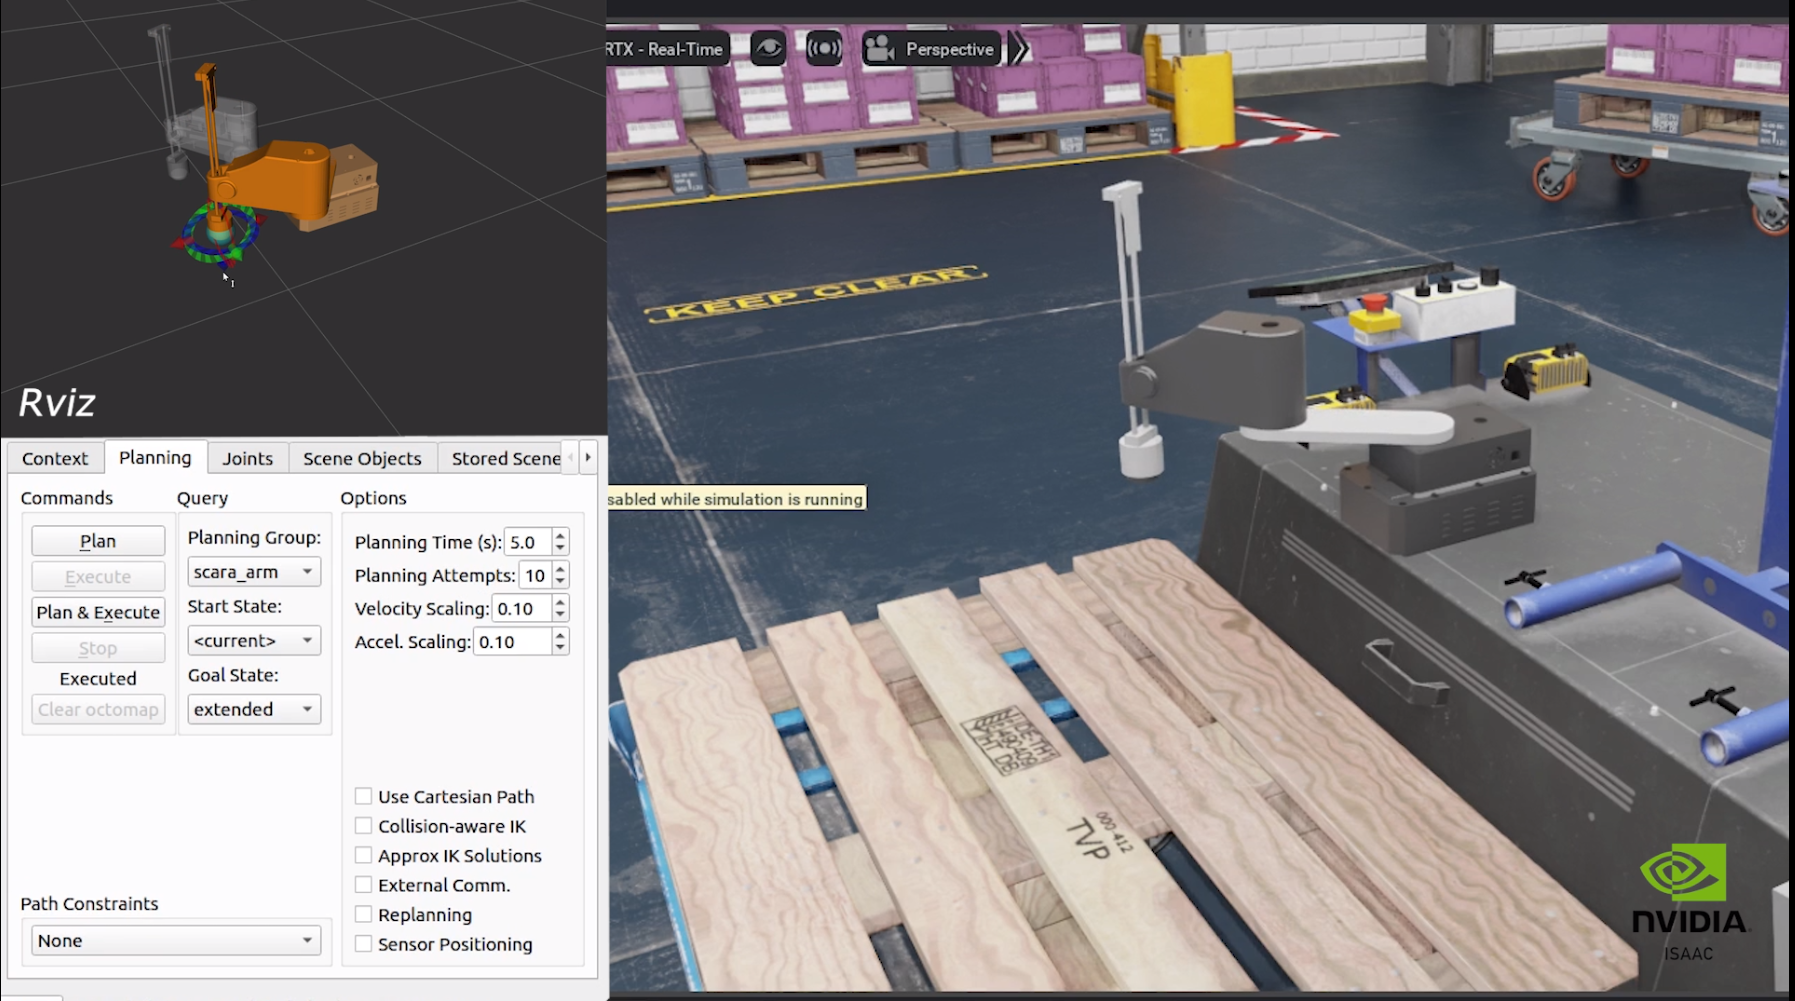 RTX - Real-Time
Perspective
KEEP CLEAR
Rviz
Context
Planning
Joints
Scene Objects
Stored Scene
Commands
Query
Options
Plan
Execute
Plan & Execute
Stop
Executed
Clear octomap
Planning Group:
scara_arm
Start State:
<current>
Goal State:
extended
Planning Time (s): 5.0
Planning Attempts: 10
Velocity Scaling: 0.10
Accel. Scaling: 0.10
Use Cartesian Path
Collision-aware IK
Approx IK Solutions
External Comm.
Replanning
Sensor Positioning
Path Constraints
None
sabled while simulation is running
000-412
TVP
NVIDIA.
ISAAC